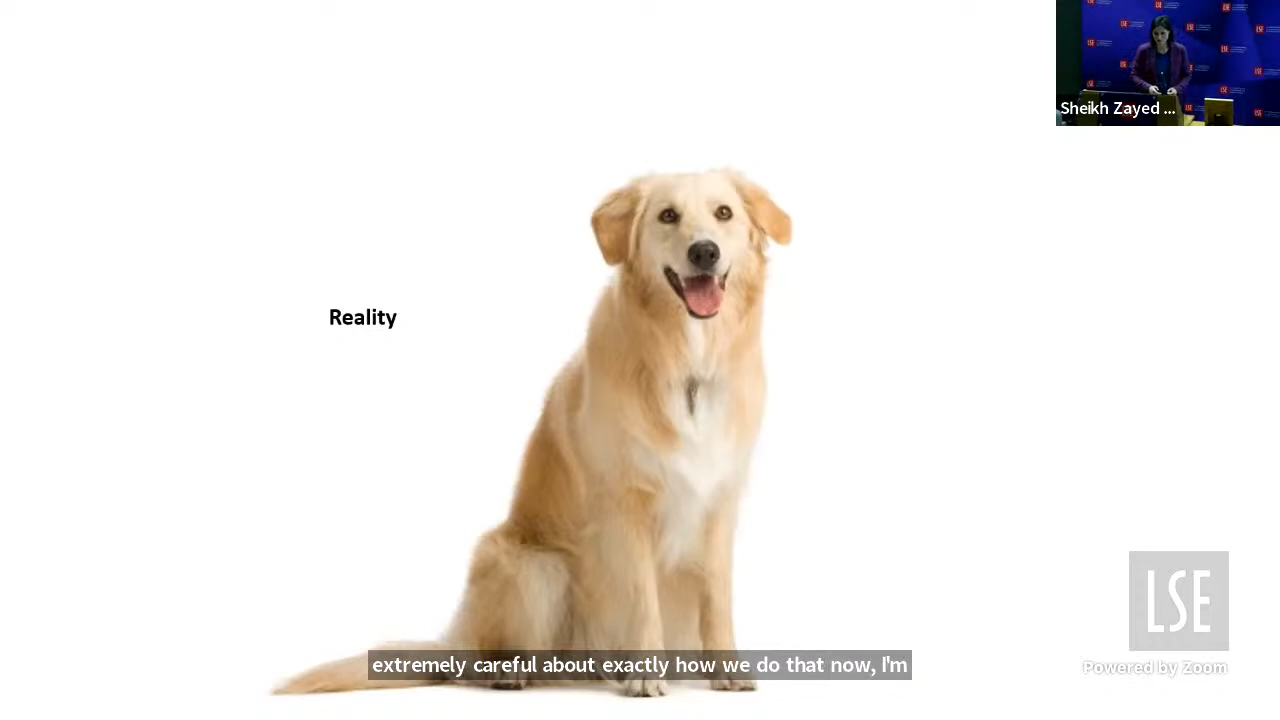 Sheikh Zayed ...
Reality
LSE
Powered by Zoom
extremely careful about exactly how we do that now, I'm